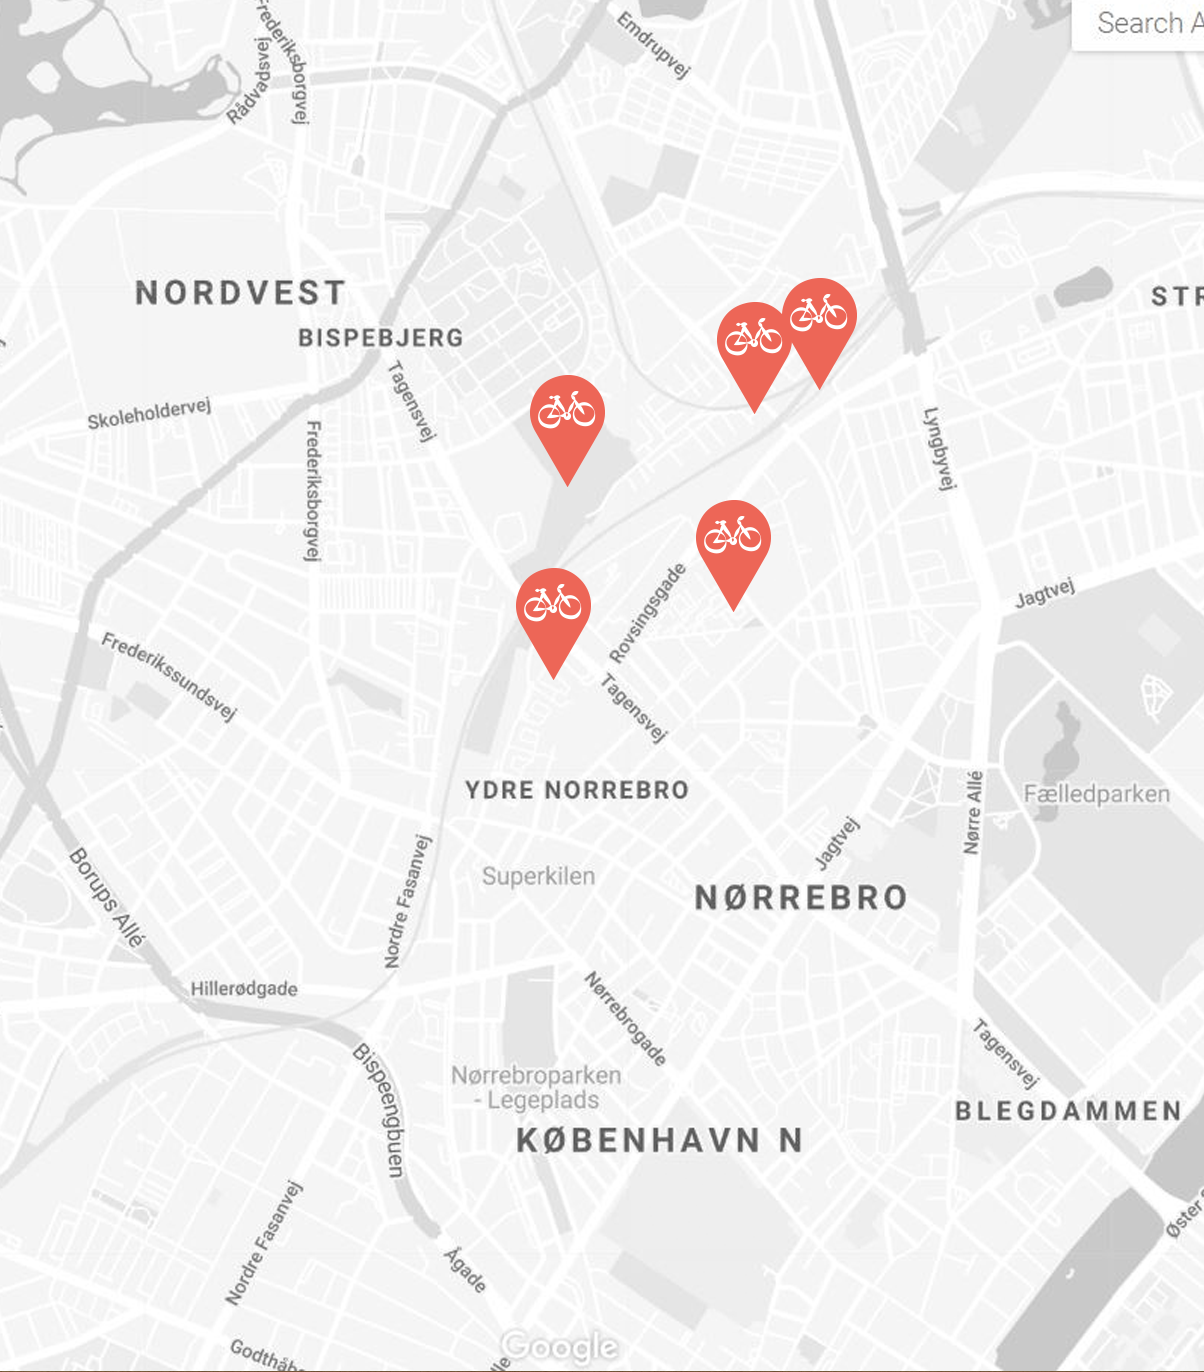 Search A
Emdrupvej
Frederiksborgvej
Rådvadsvej
NORDVEST
STR
BISPEBJERG
Tagensvej
Skoleholdervej
Frederiksborgvej
Lyngbyvej
Rovsingsgade
Jagtvej
Frederikssundsvej
Tagensvej
YDRE NORREBRO
Fælledparken
Nørre Allé
Jagtvej
Superkilen
NØRREBRO
Borups Allé
Nordre Fasanvej
Hillerødgade
Nørrebrogade
Tagensvej
Bispeengbuen
Nørrebroparken
- Legeplads
BLEGDAMMEN
KØBENHAVN N
Nordre Fasanvej
Øster
Ågade
Google
Godthåb